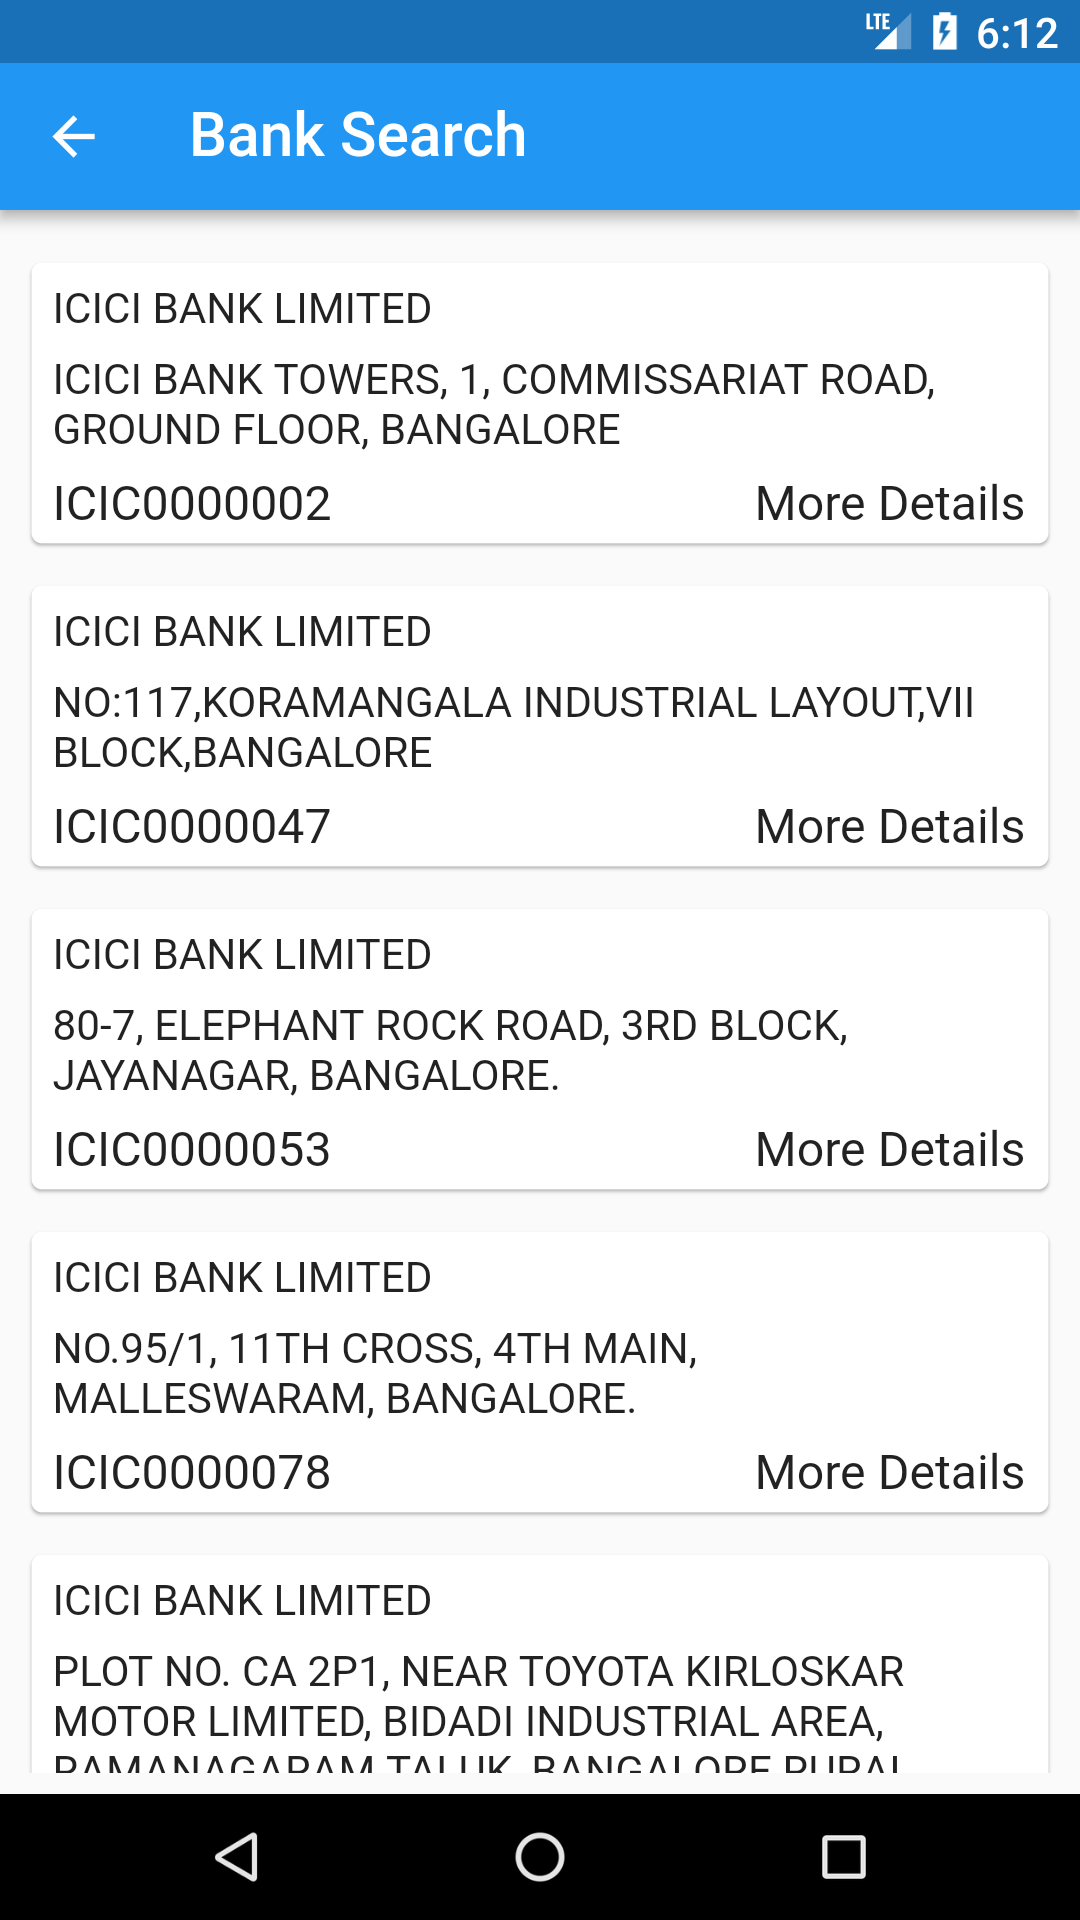 LTE 6:12
Bank Search
ICICI BANK LIMITED
ICICI BANK TOWERS, 1, COMMISSARIAT ROAD,
GROUND FLOOR, BANGALORE
ICIC0000002 More Details
ICICI BANK LIMITED
NO:117,KORAMANGALA INDUSTRIAL LAYOUT,VII
BLOCK,BANGALORE
ICIC0000047 More Details
ICICI BANK LIMITED
80-7, ELEPHANT ROCK ROAD, 3RD BLOCK,
JAYANAGAR, BANGALORE.
ICIC0000053 More Details
ICICI BANK LIMITED
NO.95/1, 11TH CROSS, 4TH MAIN,
MALLESWARAM, BANGALORE.
ICIC0000078 More Details
ICICI BANK LIMITED
PLOT NO. CA 2P1, NEAR TOYOTA KIRLOSKAR
MOTOR LIMITED, BIDADI INDUSTRIAL AREA,
RAMANAGARAM TALUK, BANGALORE RURAL